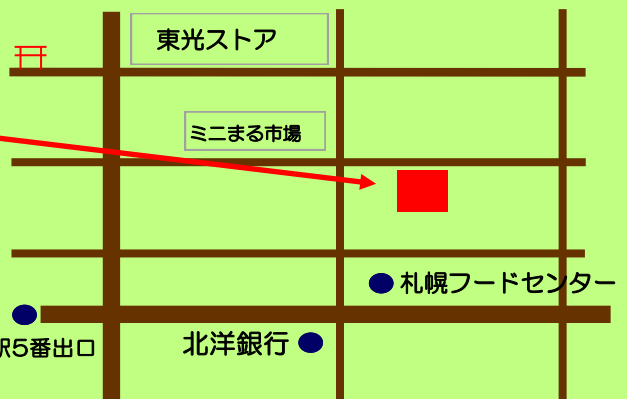 東光ストア
ミニまる市場
札幌フードセンター
北洋銀行
駅5番出口